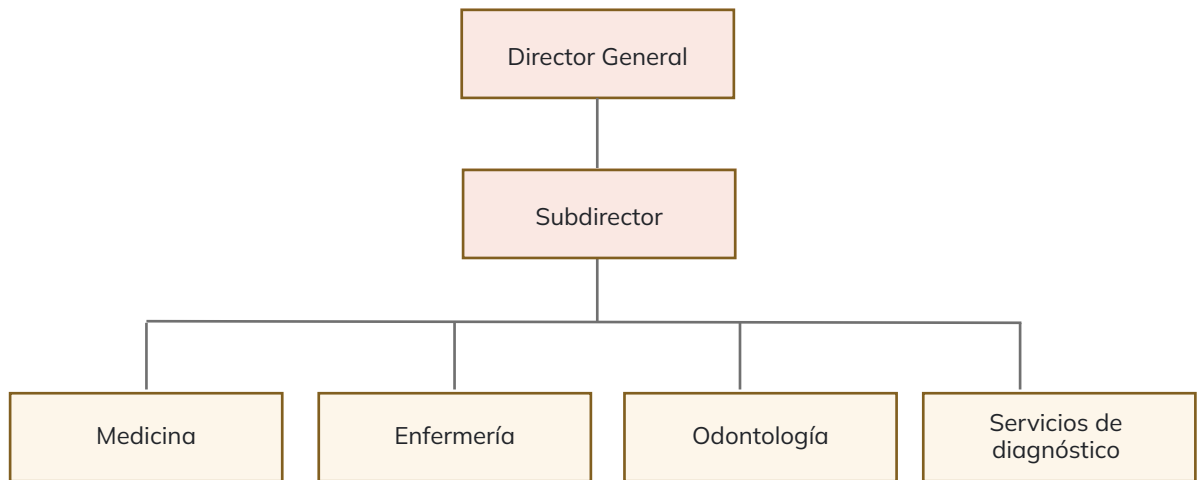 Director General
Subdirector
Medicina
Enfermería
Odontología
Servicios de
diagnóstico